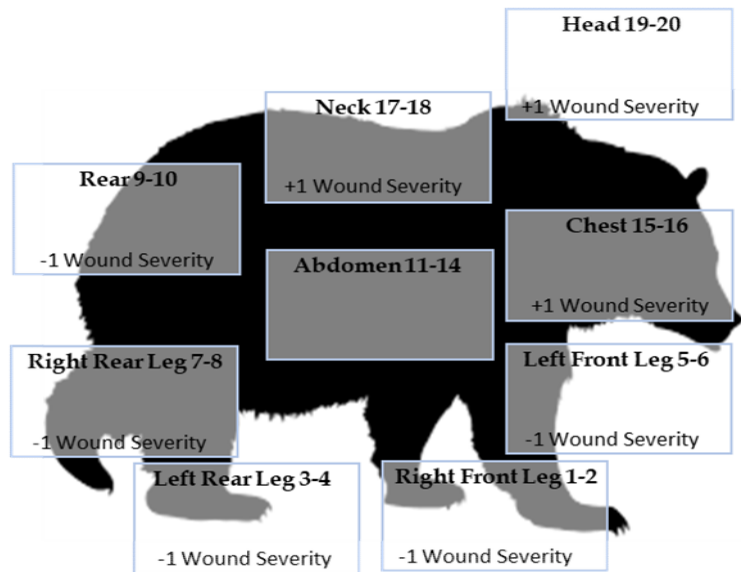 Head 19-20
+1 Wound Severity
Neck 17-18
+1 Wound Severity
Rear 9-10
-1 Wound Severity
Chest 15-16
+1 Wound Severity
Abdomen 11-14
Right Rear Leg 7-8
-1 Wound Severity
Left Front Leg 5-6
-1 Wound Severity
Left Rear Leg 3-4
-1 Wound Severity
Right Front Leg 1-2
-1 Wound Severity